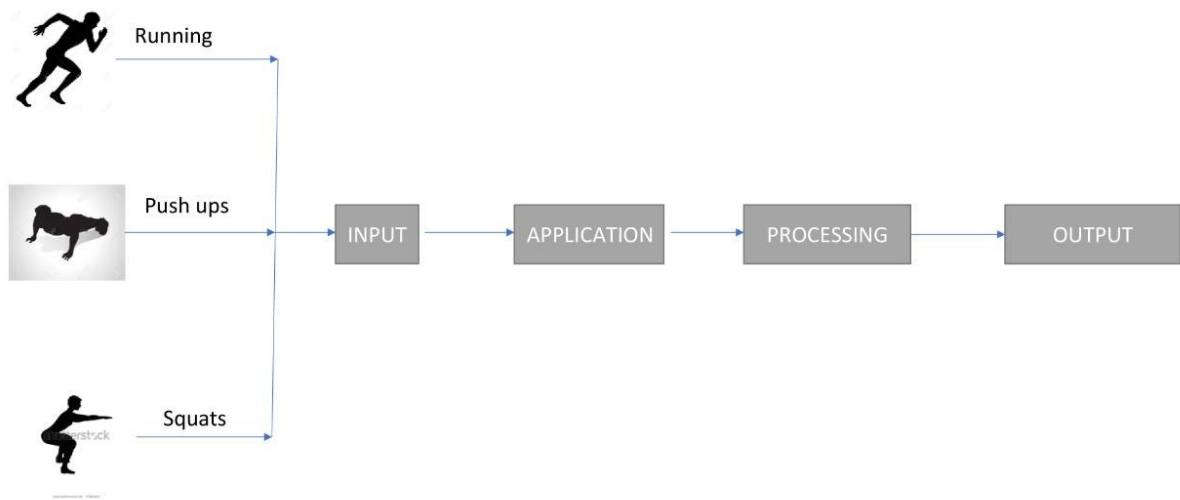 Running
Push ups
INPUT
APPLICATION
PROCESSING
OUTPUT
Squats